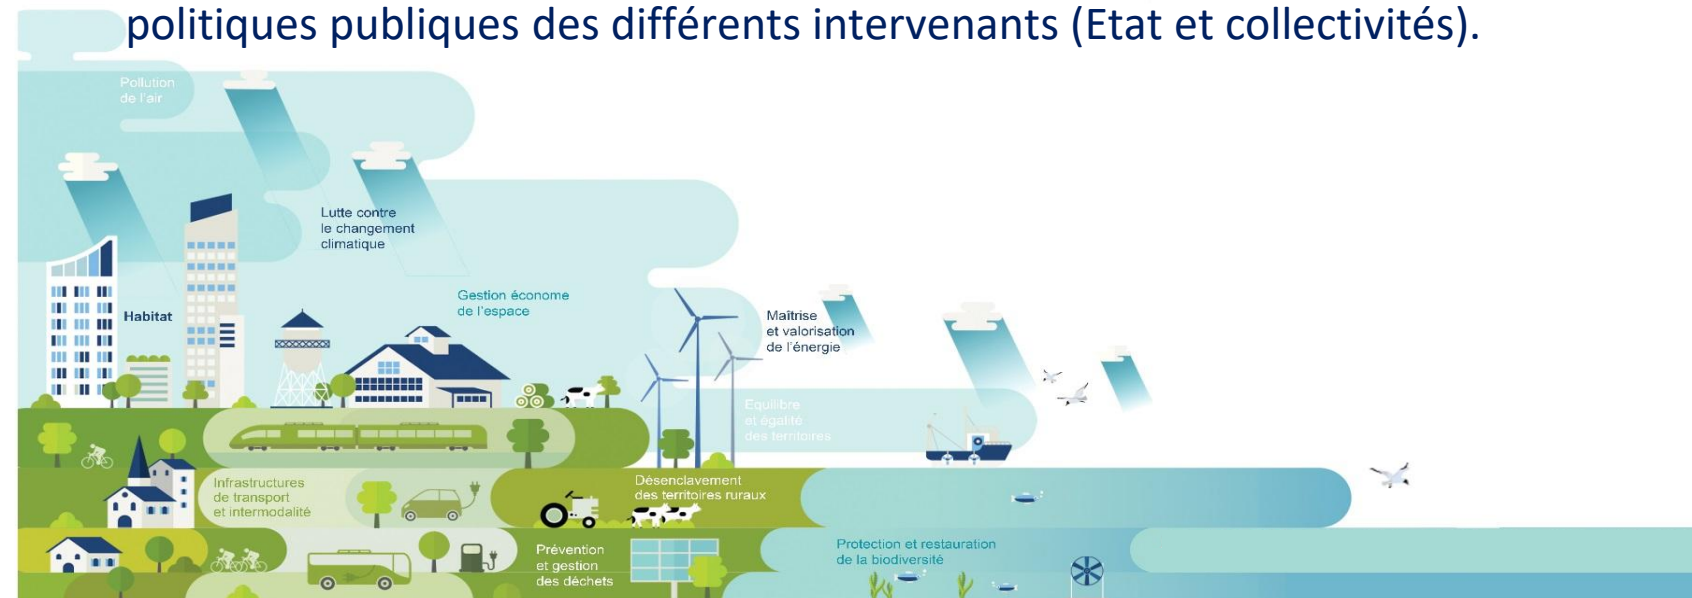 politiques publiques des différents intervenants (Etat et collectivités).
Pollution
de l'air
Lutte contre
le changement
climatique
Gestion économe
de l'espace
Habitat
Maîtrise
et valorisation
de l'énergie
Equilibre
et égalité
des territoires
Infrastructures
de transport
et intermodalité
Désenclavement
des territoires ruraux
Prévention
et gestion
des déchets
Protection et restauration
de la biodiversité